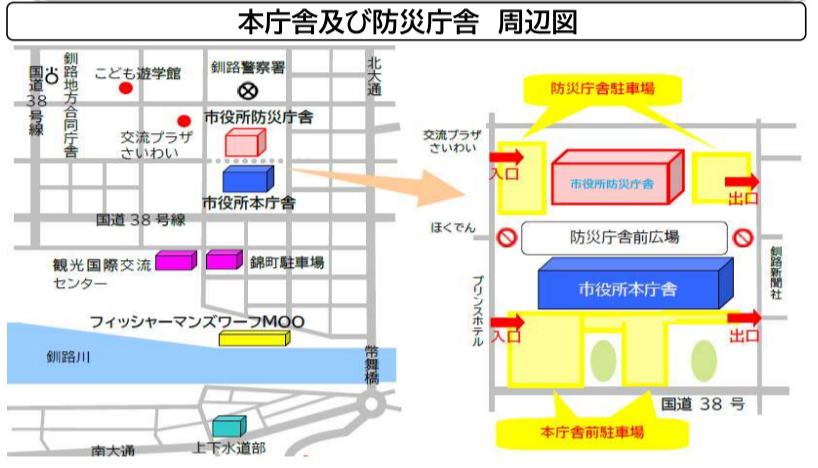 本庁舎及び防災庁舎 周辺図
国道38号線
釧路地方合同庁舎
こども遊学館
釧路警察署
北大通
市役所防災庁舎
交流プラザ
さいわい
市役所本庁舎
国道38号線
観光国際交流
センター
錦町駐車場
フィッシャーマンズワーフMOO
釧路川
幣舞橋
南大通
上下水道部
防災庁舎駐車場
交流プラザ
さいわい
入口
市役所防災庁舎
出口
ほくでん
防災庁舎前広場
釧路新聞社
プリンスホテル
市役所本庁舎
入口
出口
国道 38 号
本庁舎前駐車場